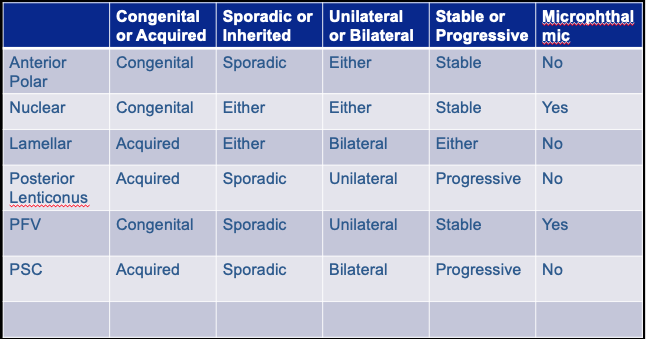 Congenital or Acquired Sporadic or Inherited Unilateral or Bilateral Stable or Progressive Microphthal mic
Anterior Polar Congenital Sporadic Either Stable No
Nuclear Congenital Either Either Stable Yes
Lamellar Acquired Either Bilateral Either No
Posterior Lenticonus Acquired Sporadic Unilateral Progressive No
PFV Congenital Sporadic Unilateral Stable Yes
PSC Acquired Sporadic Bilateral Progressive No